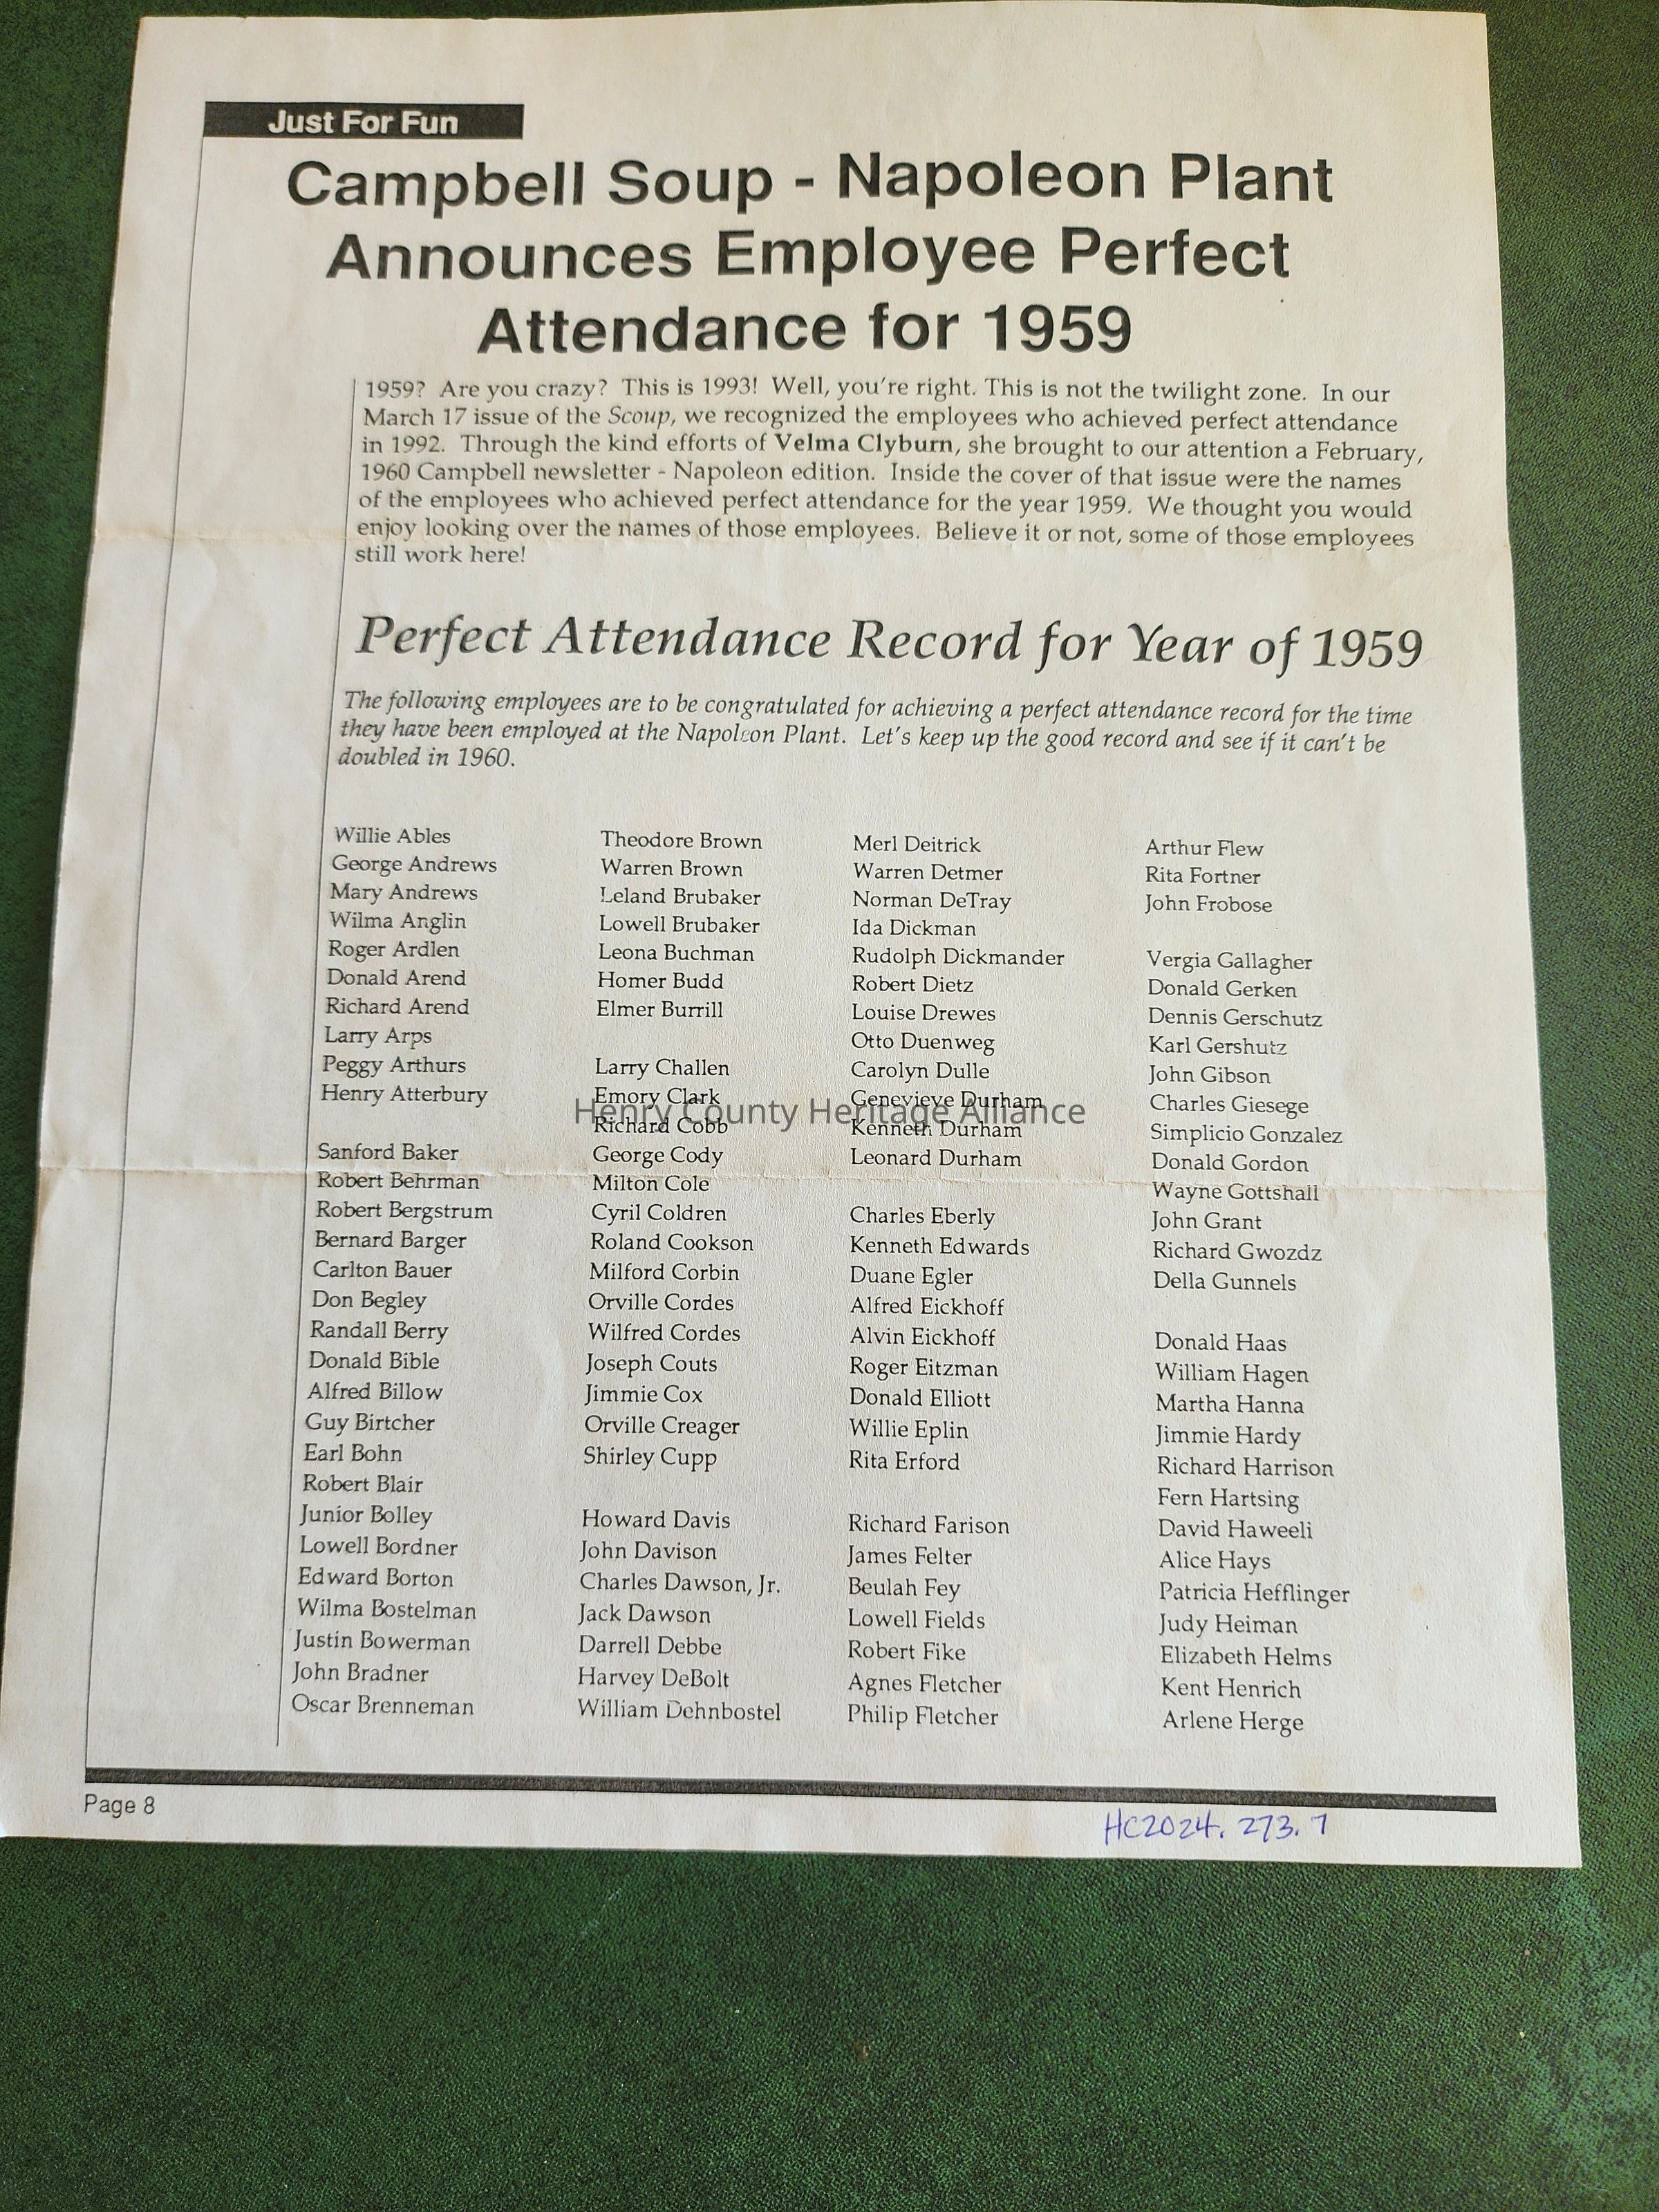 Just For Fun
Campbell Soup - Napoleon Plant
Announces Employee Perfect
Attendance for 1959
1959? Are you crazy? This is 1993! Well, you're right. This is not the twilight zone. In our
March 17 issue of the Scoup, we recognized the employees who achieved perfect attendance
in 1992. Through the kind efforts of Velma Clyburn, she brought to our attention a February,
1960 Campbell newsletter - Napoleon edition. Inside the cover of that issue were the names
of the employees who achieved perfect attendance for the year 1959. We thought you would
enjoy looking over the names of those employees. Believe it or not, some of those employees
still work here!
Perfect Attendance Record for Year of 1959
The following employees are to be congratulated for achieving a perfect attendance record for the time
they have been employed at the Napoleon Plant. Let's keep up the good record and see if it can't be
doubled in 1960.
Willie Ables
George Andrews
Mary Andrews
Wilma Anglin
Roger Ardlen
Donald Arend
Richard Arend
Larry Arps
Peggy Arthurs
Henry Atterbury
Sanford Baker
Robert Behrman
Robert Bergstrum
Bernard Barger
Carlton Bauer
Don Begley
Randall Berry
Donald Bible
Alfred Billow
Guy Birtcher
Earl Bohn
Robert Blair
Junior Bolley
Lowell Bordner
Edward Borton
Wilma Bostelman
Justin Bowerman
John Bradner
Oscar Brenneman
Theodore Brown
Warren Brown
Leland Brubaker
Lowell Brubaker
Leona Buchman
Homer Budd
Elmer Burrill
Larry Challen
Emory Clark
Richard Cobb
George Cody
Milton Cole
Cyril Coldren
Roland Cookson
Milford Corbin
Orville Cordes
Wilfred Cordes
Joseph Couts
Jimmie Cox
Orville Creager
Shirley Cupp
Howard Davis
John Davison
Charles Dawson, Jr.
Jack Dawson
Darrell Debbe
Harvey DeBolt
William Dehnbostel
Merl Deitrick
Warren Detmer
Norman DeTray
Ida Dickman
Rudolph Dickmander
Robert Dietz
Louise Drewes
Otto Duenweg
Carolyn Dulle
Genevieve Durham
Kenneth Durham
Leonard Durham
Charles Eberly
Kenneth Edwards
Duane Egler
Alfred Eickhoff
Alvin Eickhoff
Roger Eitzman
Donald Elliott
Willie Eplin
Rita Erford
Richard Farison
James Felter
Beulah Fey
Lowell Fields
Robert Fike
Agnes Fletcher
Philip Fletcher
Arthur Flew
Rita Fortner
John Frobose
Vergia Gallagher
Donald Gerken
Dennis Gerschutz
Karl Gershutz
John Gibson
Charles Giesege
Simplicio Gonzalez
Donald Gordon
Wayne Gottshall
John Grant
Richard Gwozdz
Della Gunnels
Donald Haas
William Hagen
Martha Hanna
Jimmie Hardy
Richard Harrison
Fern Hartsing
David Haweeli
Alice Hays
Patricia Hefflinger
Judy Heiman
Elizabeth Helms
Kent Henrich
Arlene Herge
Henry County Heritage Alliance
Page 8
HC2024.273.7